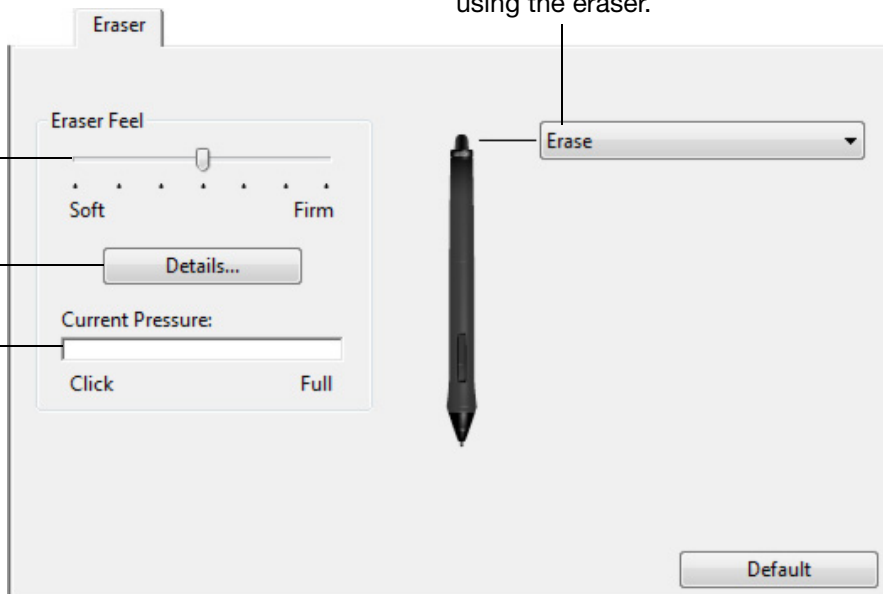 using the eraser.
Eraser
Eraser Feel
Soft Firm
Details...
Current Pressure:
Click Full
Erase
Default